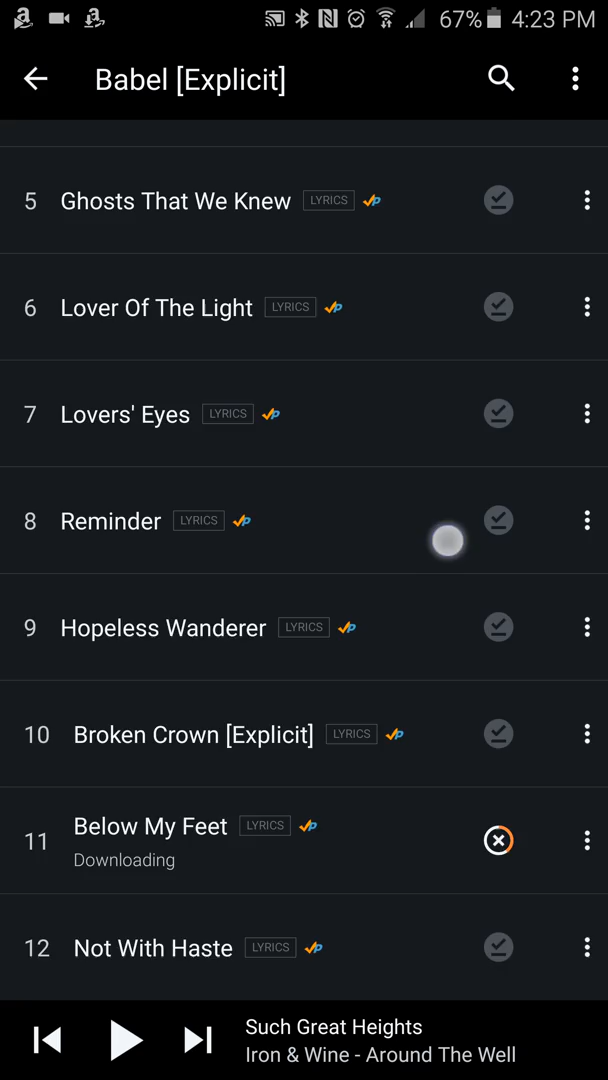 67% 4:23 PM
Babel [Explicit]
5 Ghosts That We Knew LYRICS
6 Lover Of The Light LYRICS
7 Lovers' Eyes LYRICS
8 Reminder LYRICS
9 Hopeless Wanderer LYRICS
10 Broken Crown [Explicit] LYRICS
11 Below My Feet LYRICS
Downloading
12 Not With Haste LYRICS
Such Great Heights
Iron & Wine - Around The Well